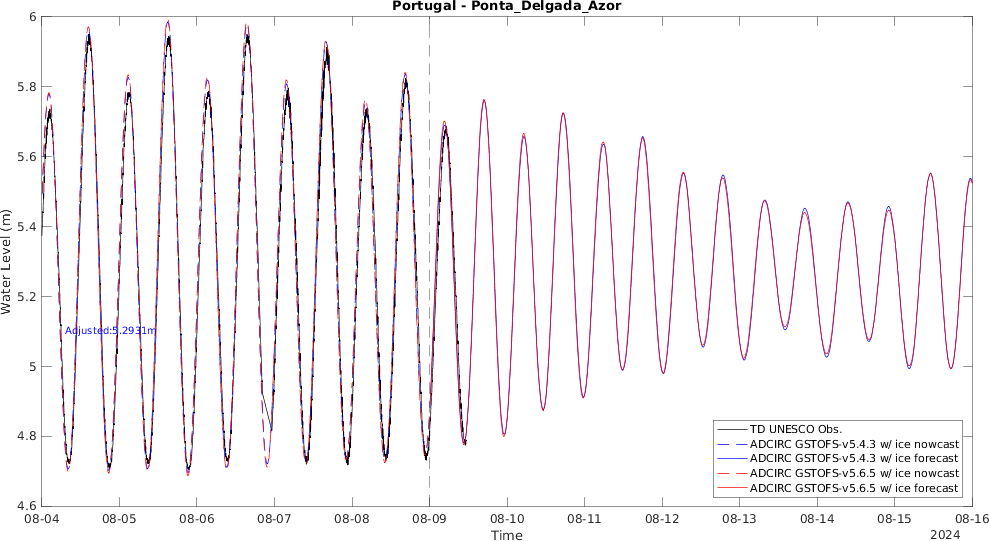 Portugal - Ponta_Delgada_Azor
6
5.8
5.6
5.4
5.2
5
4.8
4.6
Water Level (m)
Adjusted:5.2931m
TD UNESCO Obs.
ADCIRC GSTOFS-v5.4.3 w/ ice nowcast
ADCIRC GSTOFS-v5.4.3 w/ ice forecast
ADCIRC GSTOFS-v5.6.5 w/ ice nowcast
ADCIRC GSTOFS-v5.6.5 w/ ice forecast
08-04 08-05 08-06 08-07 08-08 08-09 08-10 08-11 08-12 08-13 08-14 08-15 08-16
Time
2024